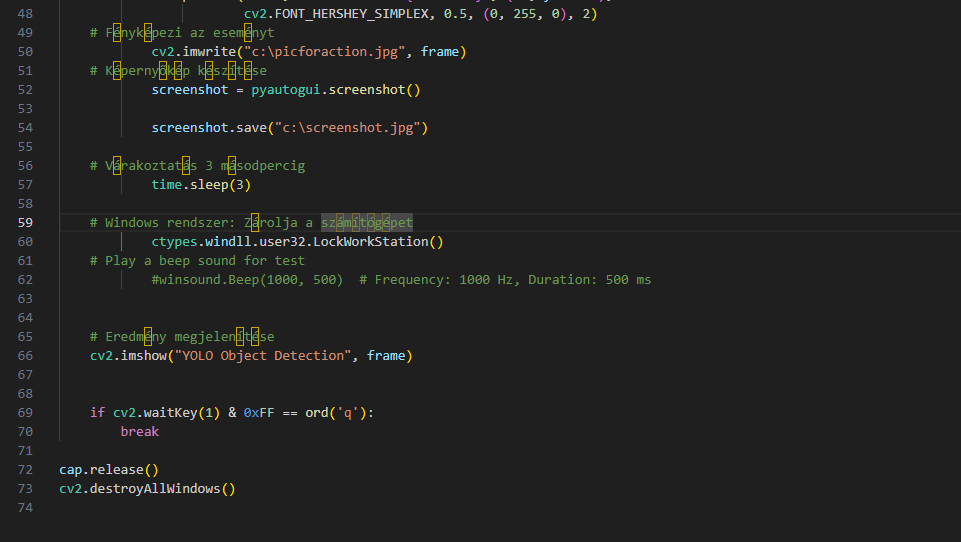 48 cv2.FONT_HERSHEY_SIMPLEX, 0.5, (0, 255, 0), 2)
49 # Fényképezi az eseményt
50 cv2.imwrite("c:\picforaction.jpg", frame)
51 # Képernyőkép készítése
52 screenshot = pyautogui.screenshot()
53
54 screenshot.save("c:\screenshot.jpg")
55
56 # Várakoztatás 3 másodpercig
57 time.sleep(3)
58
59 # Windows rendszer: Zárolja a számítógépet
60 ctypes.windll.user32.LockWorkStation()
61 # Play a beep sound for test
62 #winsound.Beep(1000, 500)  # Frequency: 1000 Hz, Duration: 500 ms
63
64
65 # Eredmény megjelenítése
66 cv2.imshow("YOLO Object Detection", frame)
67
68
69 if cv2.waitKey(1) & 0xFF == ord('q'):
70 break
71
72 cap.release()
73 cv2.destroyAllWindows()
74